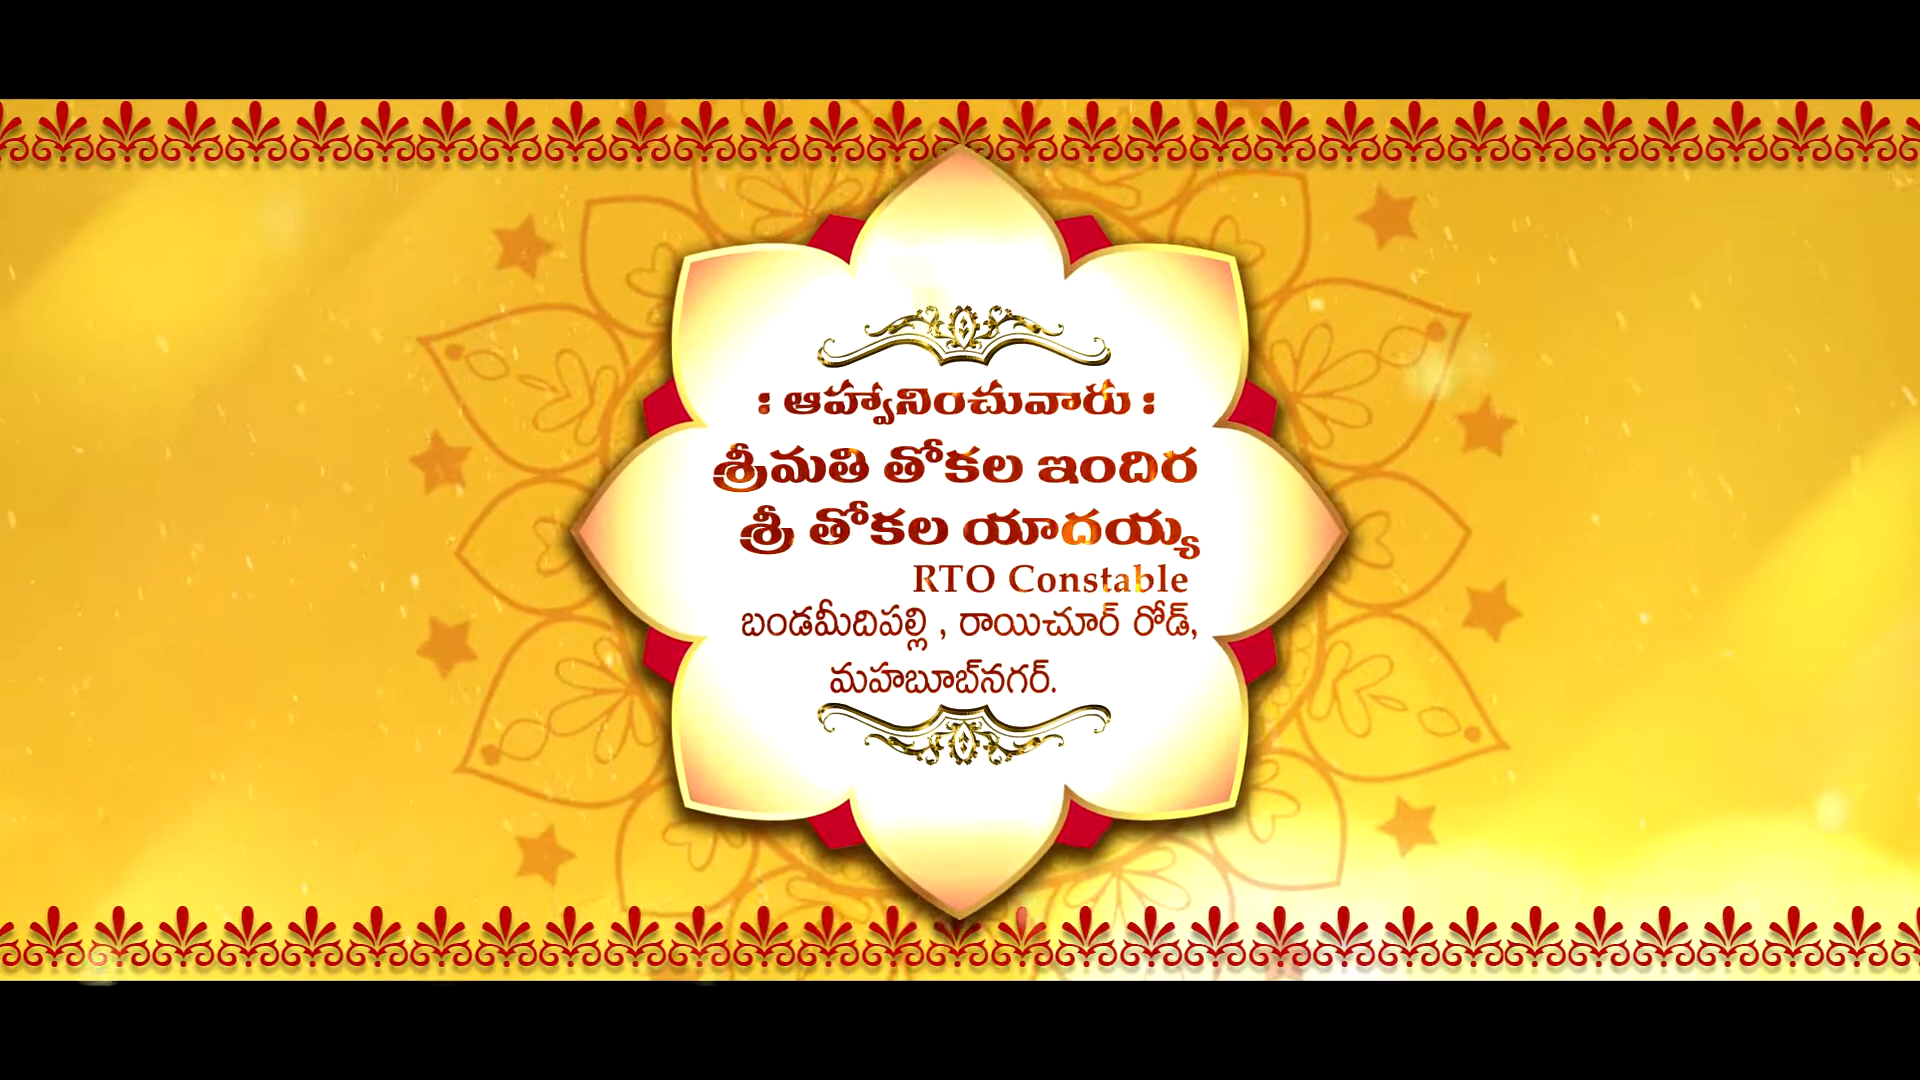 : ఆహ్వానించువారు :
శ్రీమతి తోకల ఇందిర
శ్రీ తోకల యాదయ్య
RTO Constable
బండమీదిపల్లి , రాయిచూర్ రోడ్,
మహబూబ్‌నగర్.